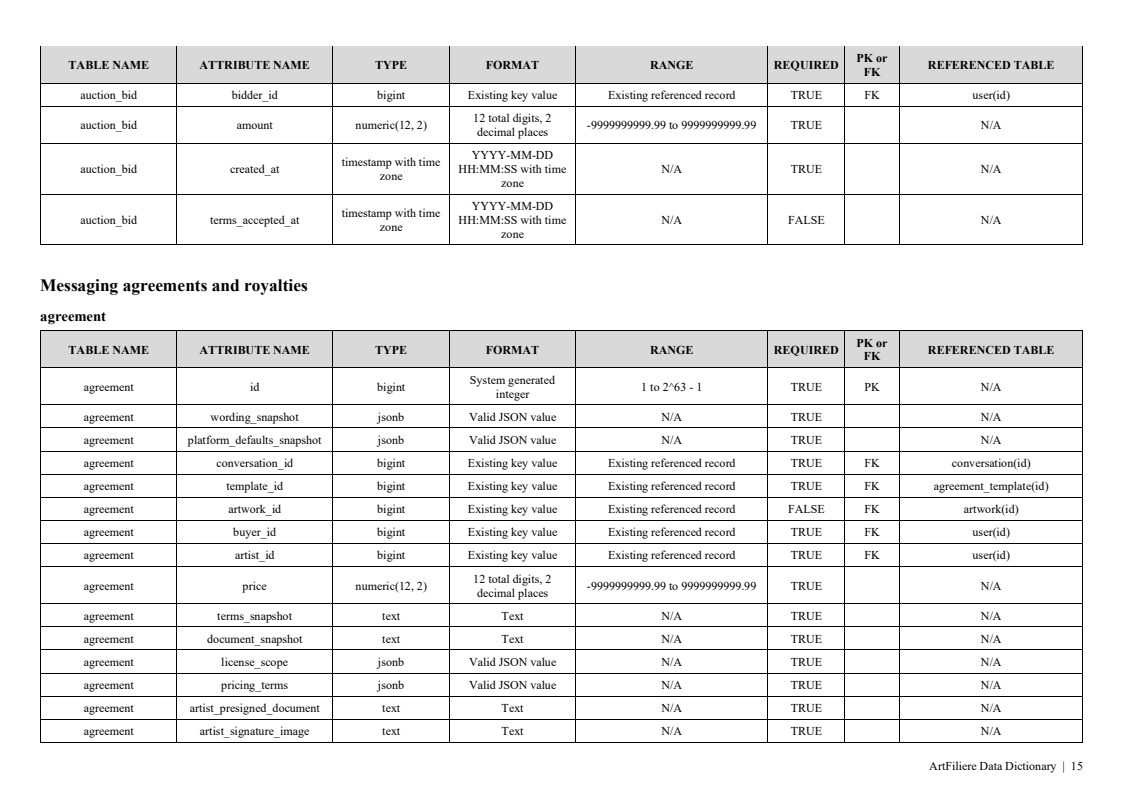 TABLE NAME ATTRIBUTE NAME TYPE FORMAT RANGE REQUIRED PK or FK REFERENCED TABLE
auction_bid bidder_id bigint Existing key value Existing referenced record TRUE FK user(id)
auction_bid amount numeric(12, 2) 12 total digits, 2 decimal places -9999999999.99 to 9999999999.99 TRUE N/A
auction_bid created_at timestamp with time zone YYYY-MM-DD HH:MM:SS with time zone N/A TRUE N/A
auction_bid terms_accepted_at timestamp with time zone YYYY-MM-DD HH:MM:SS with time zone N/A FALSE N/A
Messaging agreements and royalties
agreement
TABLE NAME ATTRIBUTE NAME TYPE FORMAT RANGE REQUIRED PK or FK REFERENCED TABLE
agreement id bigint System generated integer 1 to 2^63 - 1 TRUE PK N/A
agreement wording_snapshot jsonb Valid JSON value N/A TRUE N/A
agreement platform_defaults_snapshot jsonb Valid JSON value N/A TRUE N/A
agreement conversation_id bigint Existing key value Existing referenced record TRUE FK conversation(id)
agreement template_id bigint Existing key value Existing referenced record TRUE FK agreement_template(id)
agreement artwork_id bigint Existing key value Existing referenced record FALSE FK artwork(id)
agreement buyer_id bigint Existing key value Existing referenced record TRUE FK user(id)
agreement artist_id bigint Existing key value Existing referenced record TRUE FK user(id)
agreement price numeric(12, 2) 12 total digits, 2 decimal places -9999999999.99 to 9999999999.99 TRUE N/A
agreement terms_snapshot text Text N/A TRUE N/A
agreement document_snapshot text Text N/A TRUE N/A
agreement license_scope jsonb Valid JSON value N/A TRUE N/A
agreement pricing_terms jsonb Valid JSON value N/A TRUE N/A
agreement artist_presigned_document text Text N/A TRUE N/A
agreement artist_signature_image text Text N/A TRUE N/A
ArtFiliere Data Dictionary | 15